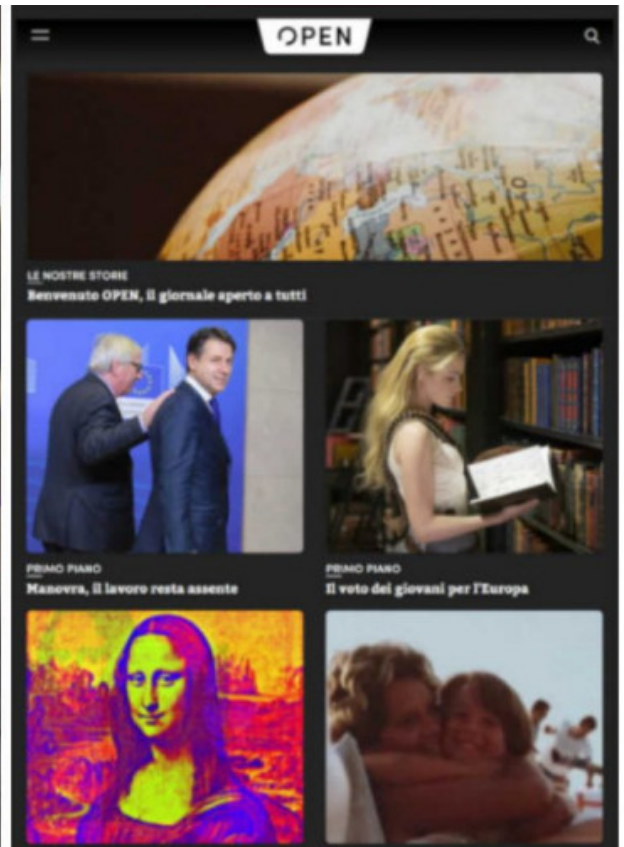 OPEN
LE NOSTRE STORIE
Benvenuto OPEN, il giornale aperto a tutti
PRIMO PIANO
Manovra, il lavoro resta assente
PRIMO PIANO
Il voto dei giovani per l'Europa